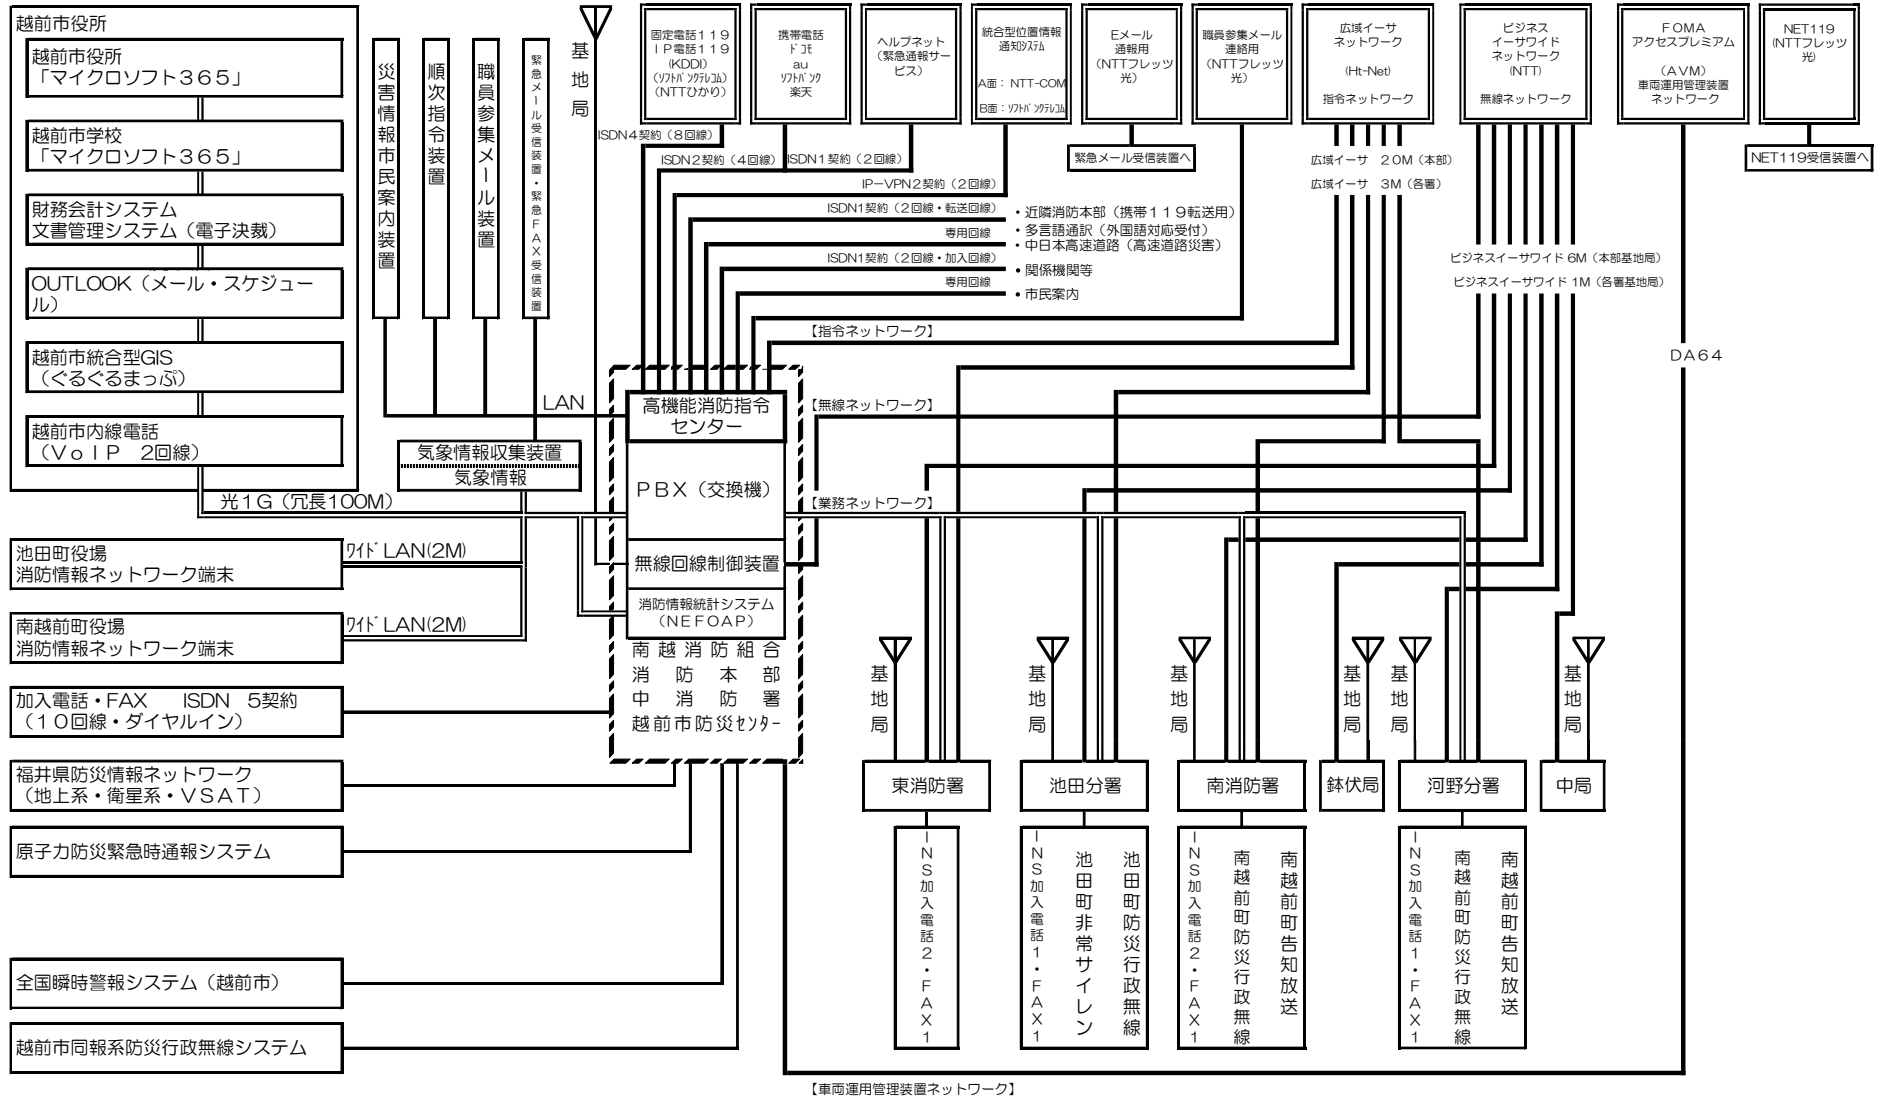 越前市役所
越前市役所
「マイクロソフト365」
越前市学校
「マイクロソフト365」
財務会計システム
文書管理システム（電子決裁）
OUTLOOK（メール・スケジュー
ル）
越前市統合型GIS
（ぐるぐるまっぷ）
越前市内線電話
（VoIP　2回線）
光1G（冗長100M）
災害情報市民案内装置
順次指令装置
職員参集メール装置
緊急メール受信装置・緊急FAX受信装置
基地局
LAN
気象情報収集装置
気象情報
固定電話119
IP電話119
(KDDI)
(ｿﾌﾄﾊﾞﾝｸﾃﾚｺﾑ)
(NTTひかり)
携帯電話
ドコモ
au
ｿﾌﾄﾊﾞﾝｸ
楽天
ヘルプネット
（緊急通報サー
ビス）
統合型位置情報
通知ｼｽﾃﾑ
A面：NTT-COM
B面：ｿﾌﾄﾊﾞﾝｸﾃﾚｺﾑ
Eメール
通報用
（NTTフレッツ
光）
職員参集メール
連絡用
（NTTフレッツ
光）
広域イーサ
ネットワーク
(Ht-Net)
指令ネットワーク
ビジネス
イーサワイド
ネットワーク
(NTT)
無線ネットワーク
FOMA
アクセスプレミアム
（AVM）
車両運用管理装置
ネットワーク
NET119
(NTTフレッツ
光)
ISDN4契約（8回線）
ISDN2契約（4回線）
ISDN1契約（2回線）
緊急メール受信装置へ
広域イーサ　20M（本部）
広域イーサ　3M（各署）
NET119受信装置へ
IP−VPN2契約（2回線）
ISDN1契約（2回線・転送回線）
専用回線
ISDN1契約（2回線・加入回線）
専用回線
・近隣消防本部（携帯119転送用）
・多言語通訳（外国語対応受付）
・中日本高速道路（高速道路災害）
・関係機関等
・市民案内
ビジネスイーサワイド 6M（本部基地局）
ビジネスイーサワイド 1M（各署基地局）
【指令ネットワーク】
DA64
【無線ネットワーク】
【業務ネットワーク】
高機能消防指令
センター
PBX（交換機）
無線回線制御装置
消防情報統計システム
（NEFOAP）
南越消防組合
消防本部
中消防署
越前市防災ｾﾝﾀｰ
池田町役場
消防情報ネットワーク端末
ﾜｲﾄﾞLAN(2M)
南越前町役場
消防情報ネットワーク端末
ﾜｲﾄﾞLAN(2M)
加入電話・FAX　ISDN　5契約
（10回線・ダイヤルイン）
福井県防災情報ネットワーク
（地上系・衛星系・VSAT）
原子力防災緊急時通報システム
全国瞬時警報システム（越前市）
越前市同報系防災行政無線システム
基地局
基地局
基地局
基地局
基地局
基地局
東消防署
池田分署
南消防署
鉢伏局
河野分署
中局
INS加入電話2・FAX1
INS加入電話1・FAX1
池田町非常サイレン
池田町防災行政無線
INS加入電話2・FAX1
南越前町防災行政無線
南越前町告知放送
INS加入電話1・FAX1
南越前町防災行政無線
南越前町告知放送
【車両運用管理装置ネットワーク】